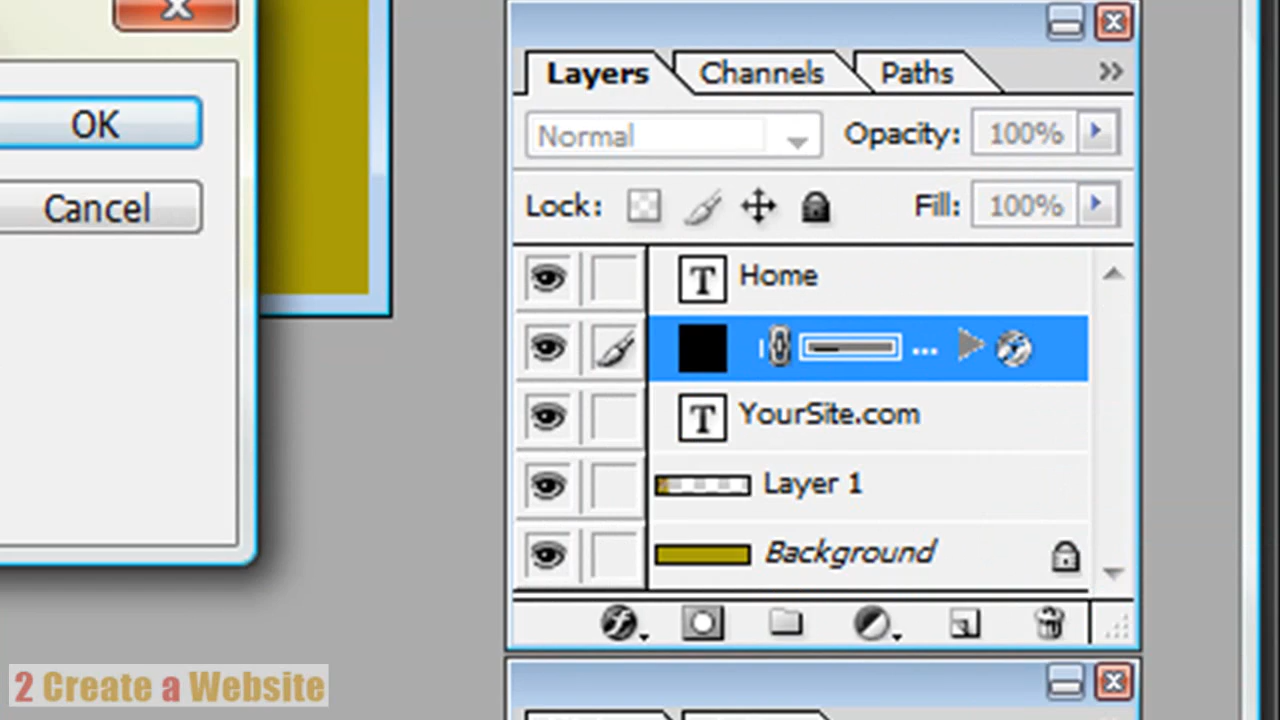 OK
Cancel
Layers Channels Paths
Normal Opacity: 100%
Lock: Fill: 100%
T Home
...
T YourSite.com
Layer 1
Background
2 Create a Website